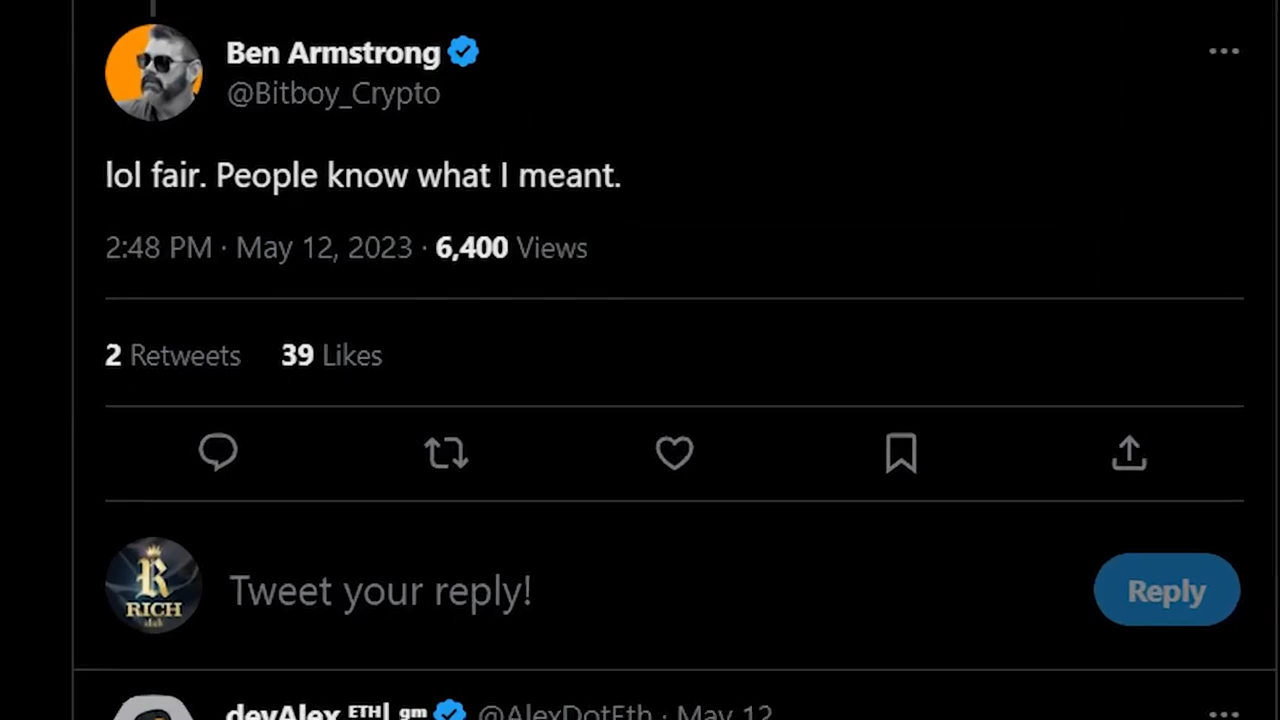 Ben Armstrong
@Bitboy_Crypto
lol fair. People know what I meant.
2:48 PM · May 12, 2023 · 6,400 Views
2 Retweets 39 Likes
R
RICH
club
Tweet your reply!
Reply
devAlex ᴱᵀᴴ| gm @AlexDotEth · May 12